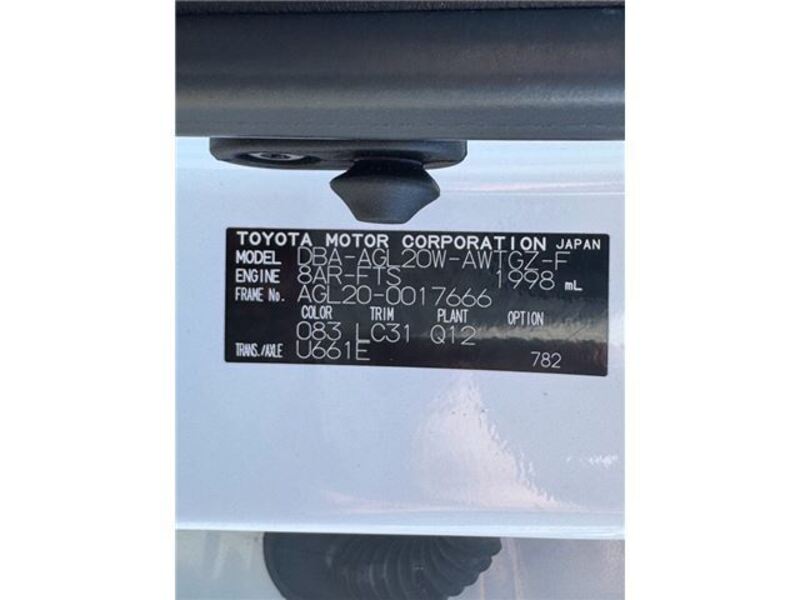 TOYOTA MOTOR CORPORATION JAPAN
MODEL DBA-AGL20W-AWTGZ-F
ENGINE 8AR-FTS 1998 mL
FRAME No. AGL20-0017666
COLOR TRIM PLANT OPTION
083 LC31 Q12
TRANS./AXLE U661E 782